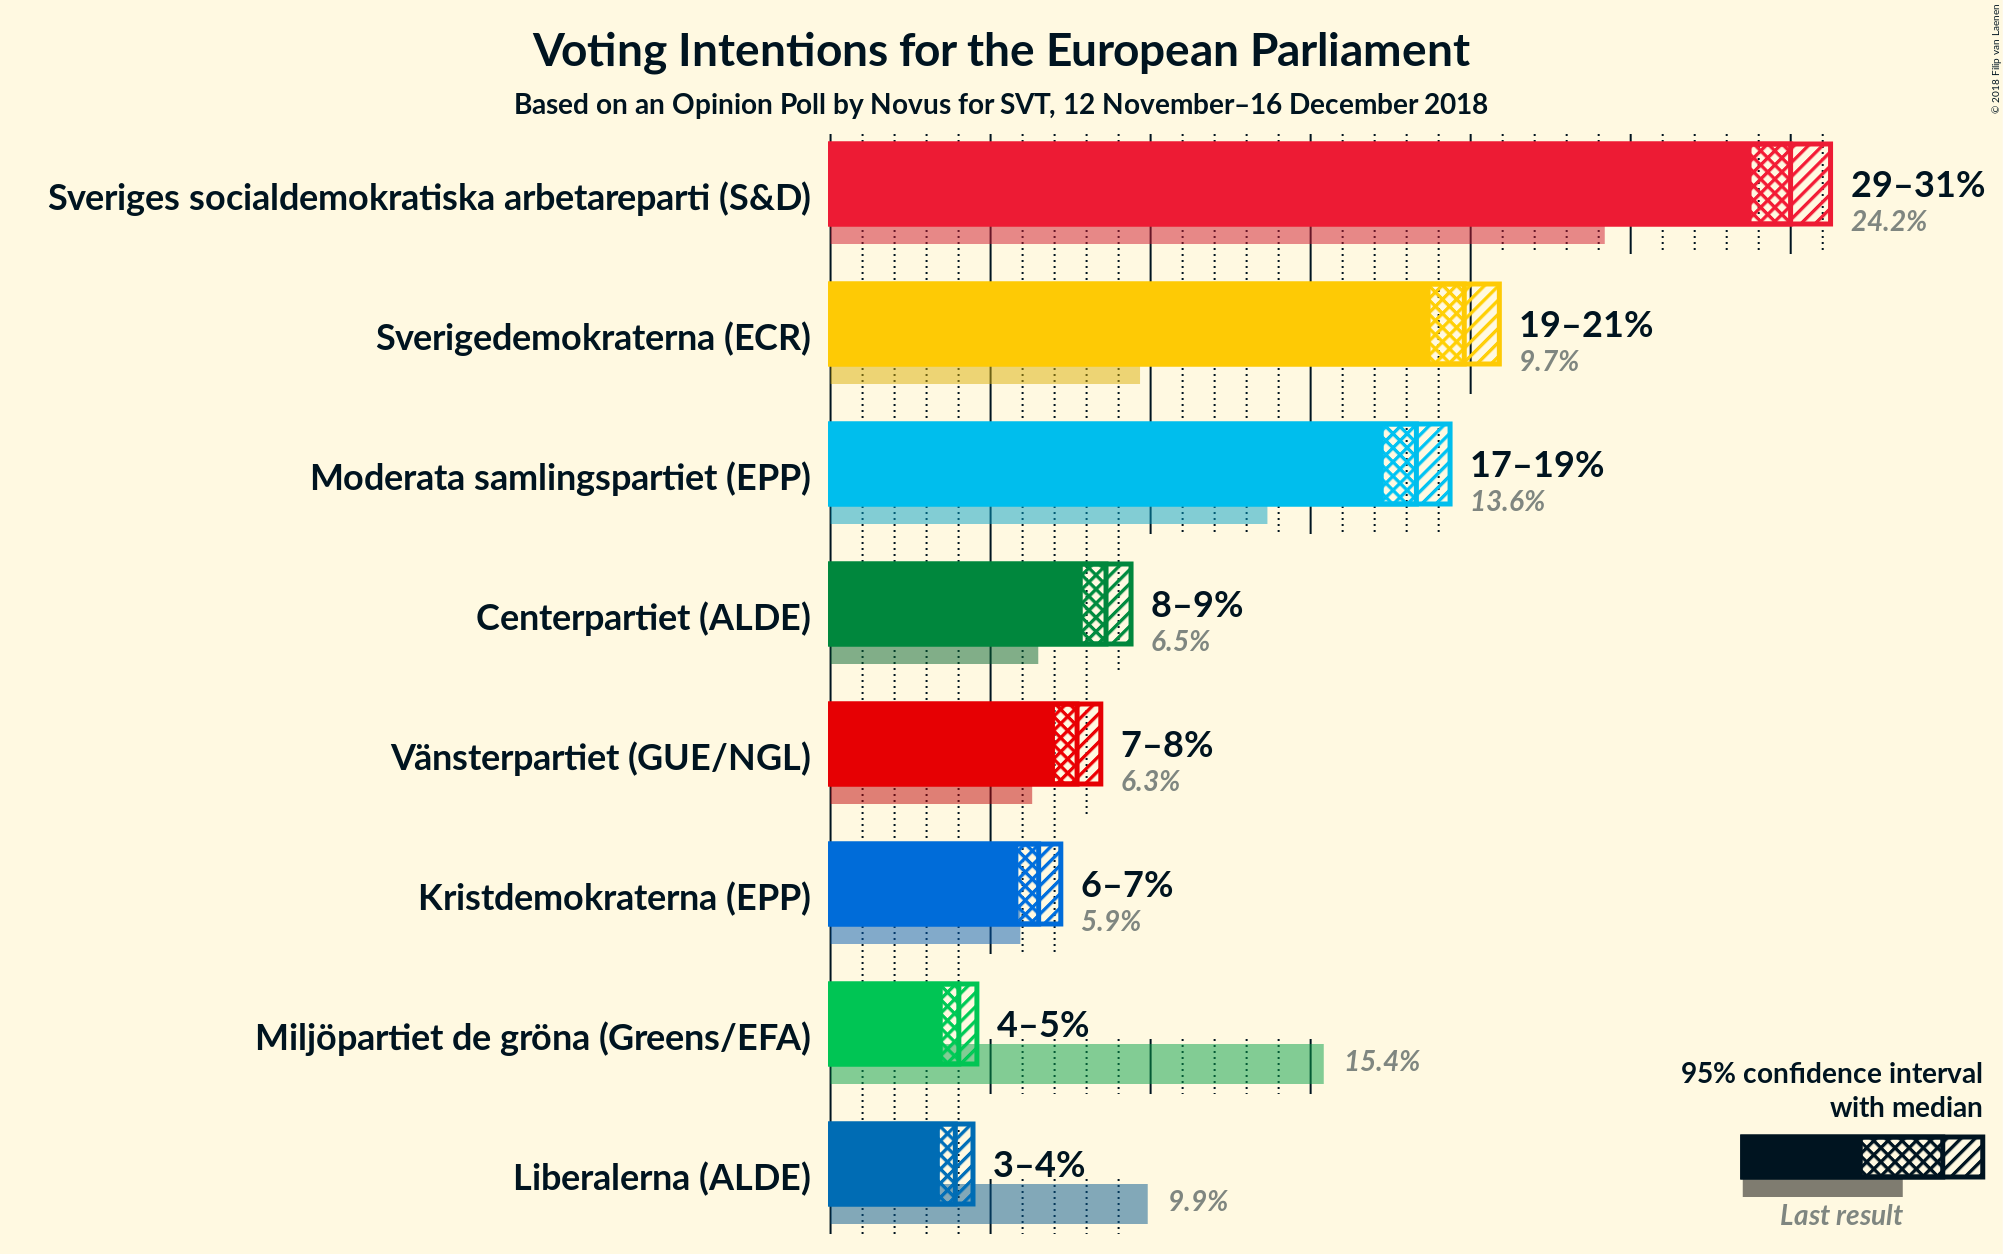 Voting Intentions for the European Parliament
Based on an Opinion Poll by Novus for SVT, 12 November–16 December 2018
© 2018 Filip van Laenen
Sveriges socialdemokratiska arbetareparti (S&D)
29–31%
24.2%
Sverigedemokraterna (ECR)
19–21%
9.7%
Moderata samlingspartiet (EPP)
17–19%
13.6%
Centerpartiet (ALDE)
8–9%
6.5%
Vänsterpartiet (GUE/NGL)
7–8%
6.3%
Kristdemokraterna (EPP)
6–7%
5.9%
Miljöpartiet de gröna (Greens/EFA)
4–5%
15.4%
Liberalerna (ALDE)
3–4%
9.9%
95% confidence interval
with median
Last result